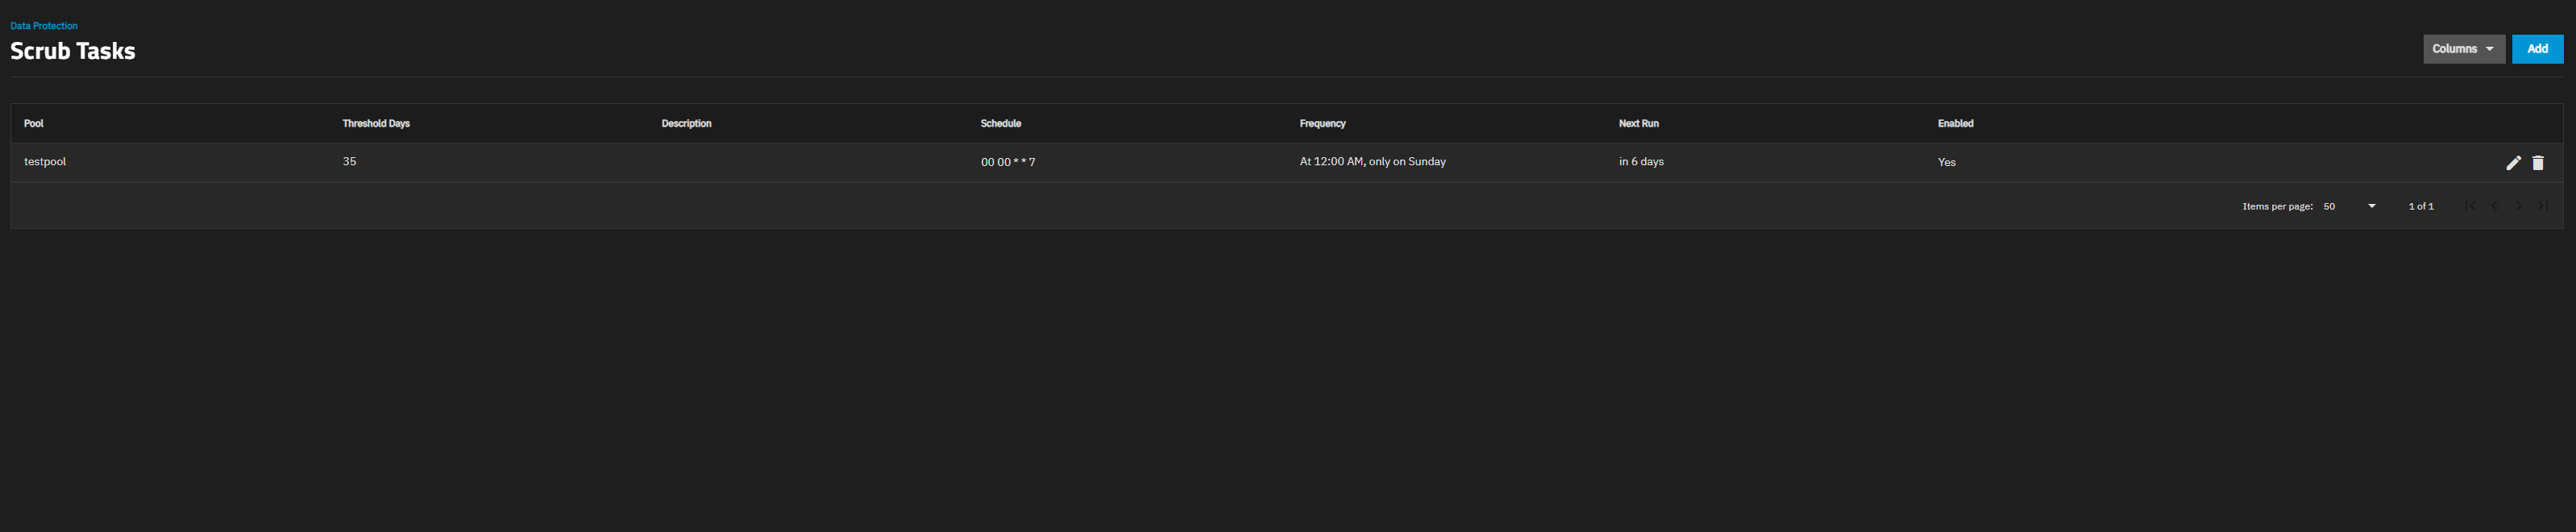 Data Protection
Scrub Tasks
Columns Add
Pool Threshold Days Description Schedule Frequency Next Run Enabled
testpool 35 00 00 * * 7 At 12:00 AM, only on Sunday in 6 days Yes
Items per page: 50 1 of 1